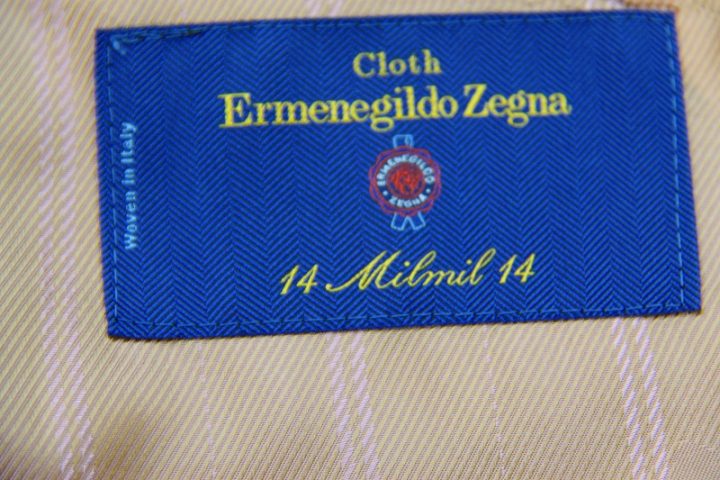 Cloth
Ermenegildo Zegna
ERMENEGILDO
ZEGNA
14 Milmil 14
Woven in Italy